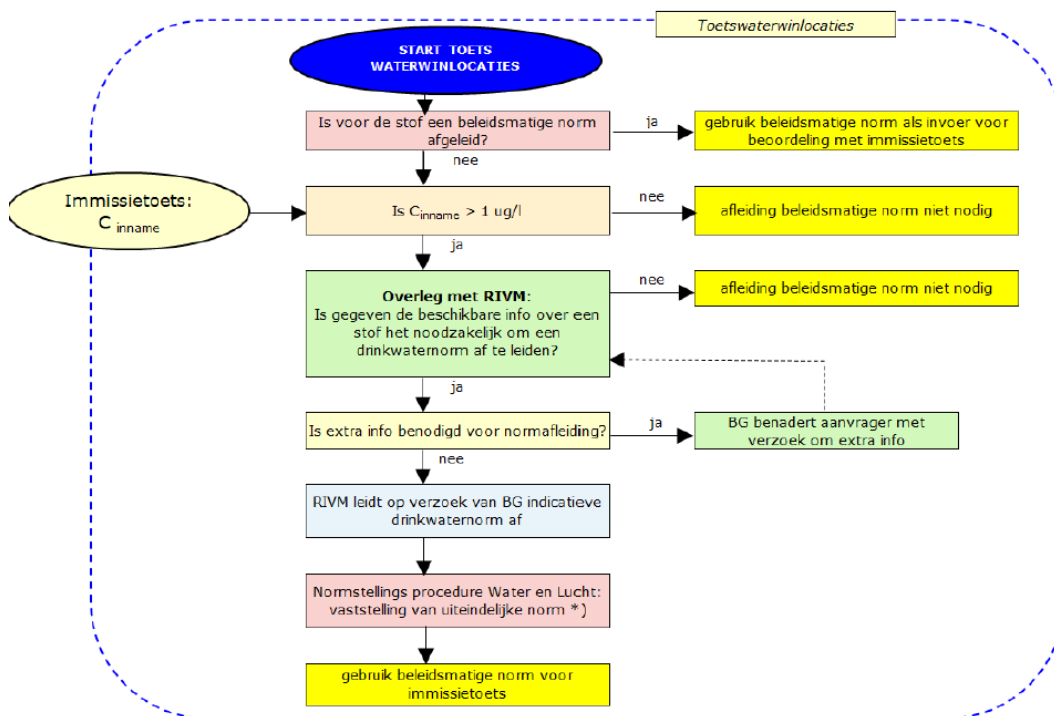 Toetswaterwinlocaties
START TOETS
WATERWINLOCATIES
Is voor de stof een beleidsmatige norm
afgeleid?
ja
gebruik beleidsmatige norm als invoer voor
beoordeling met immissietoets
nee
Immissietoets:
C inname
Is Cinname > 1 ug/l
nee
afleiding beleidsmatige norm niet nodig
ja
Overleg met RIVM:
Is gegeven de beschikbare info over een
stof het noodzakelijk om een
drinkwaternorm af te leiden?
nee
afleiding beleidsmatige norm niet nodig
ja
Is extra info benodigd voor normafleiding?
ja
BG benadert aanvrager met
verzoek om extra info
nee
RIVM leidt op verzoek van BG indicatieve
drinkwaternorm af
Normstellings procedure Water en Lucht:
vaststelling van uiteindelijke norm *)
gebruik beleidsmatige norm voor
immissietoets